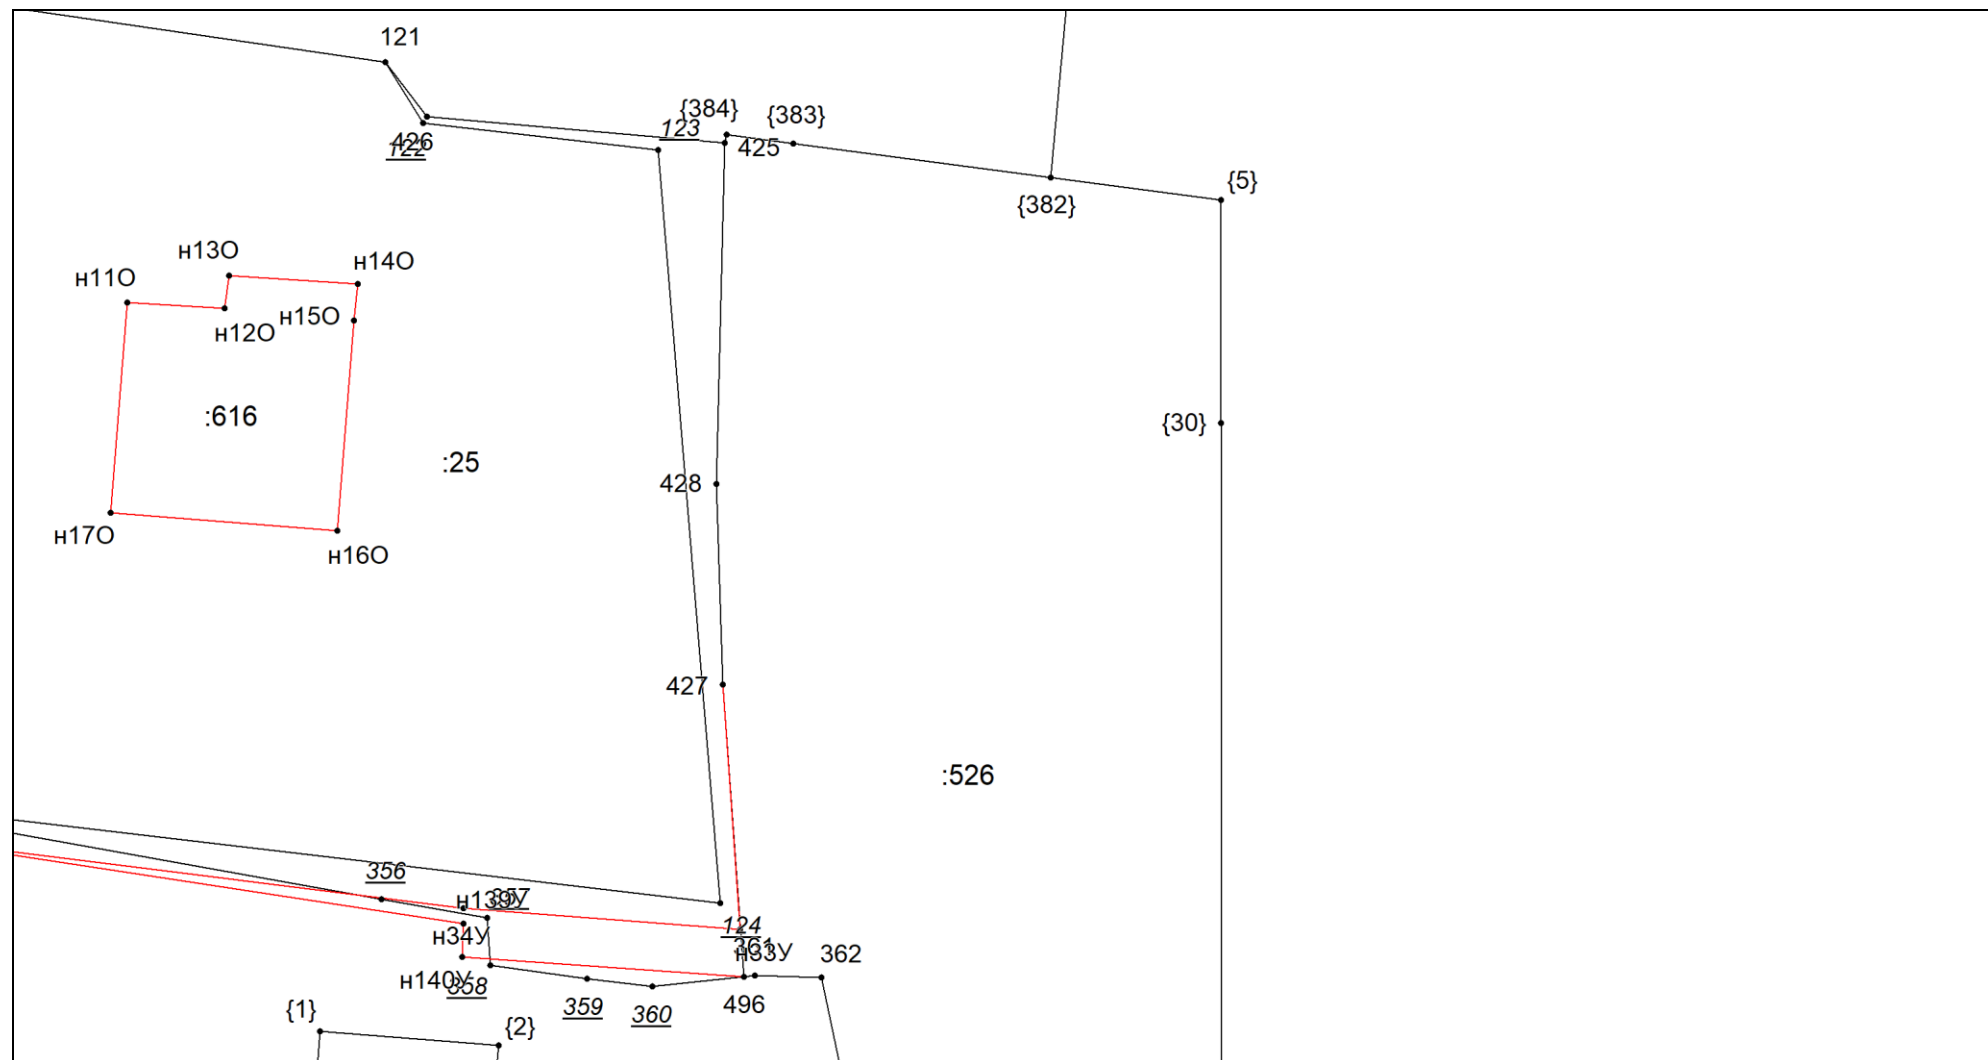 121
{384}
{383}
123
425
426
122
{5}
{382}
н13О
н14О
н11О
н15О
н12О
:616
{30}
:25
428
н17О
н16О
427
:526
356
н139У
357
124
н34У
361
н33У
362
н140У
358
359
360
496
{1}
{2}